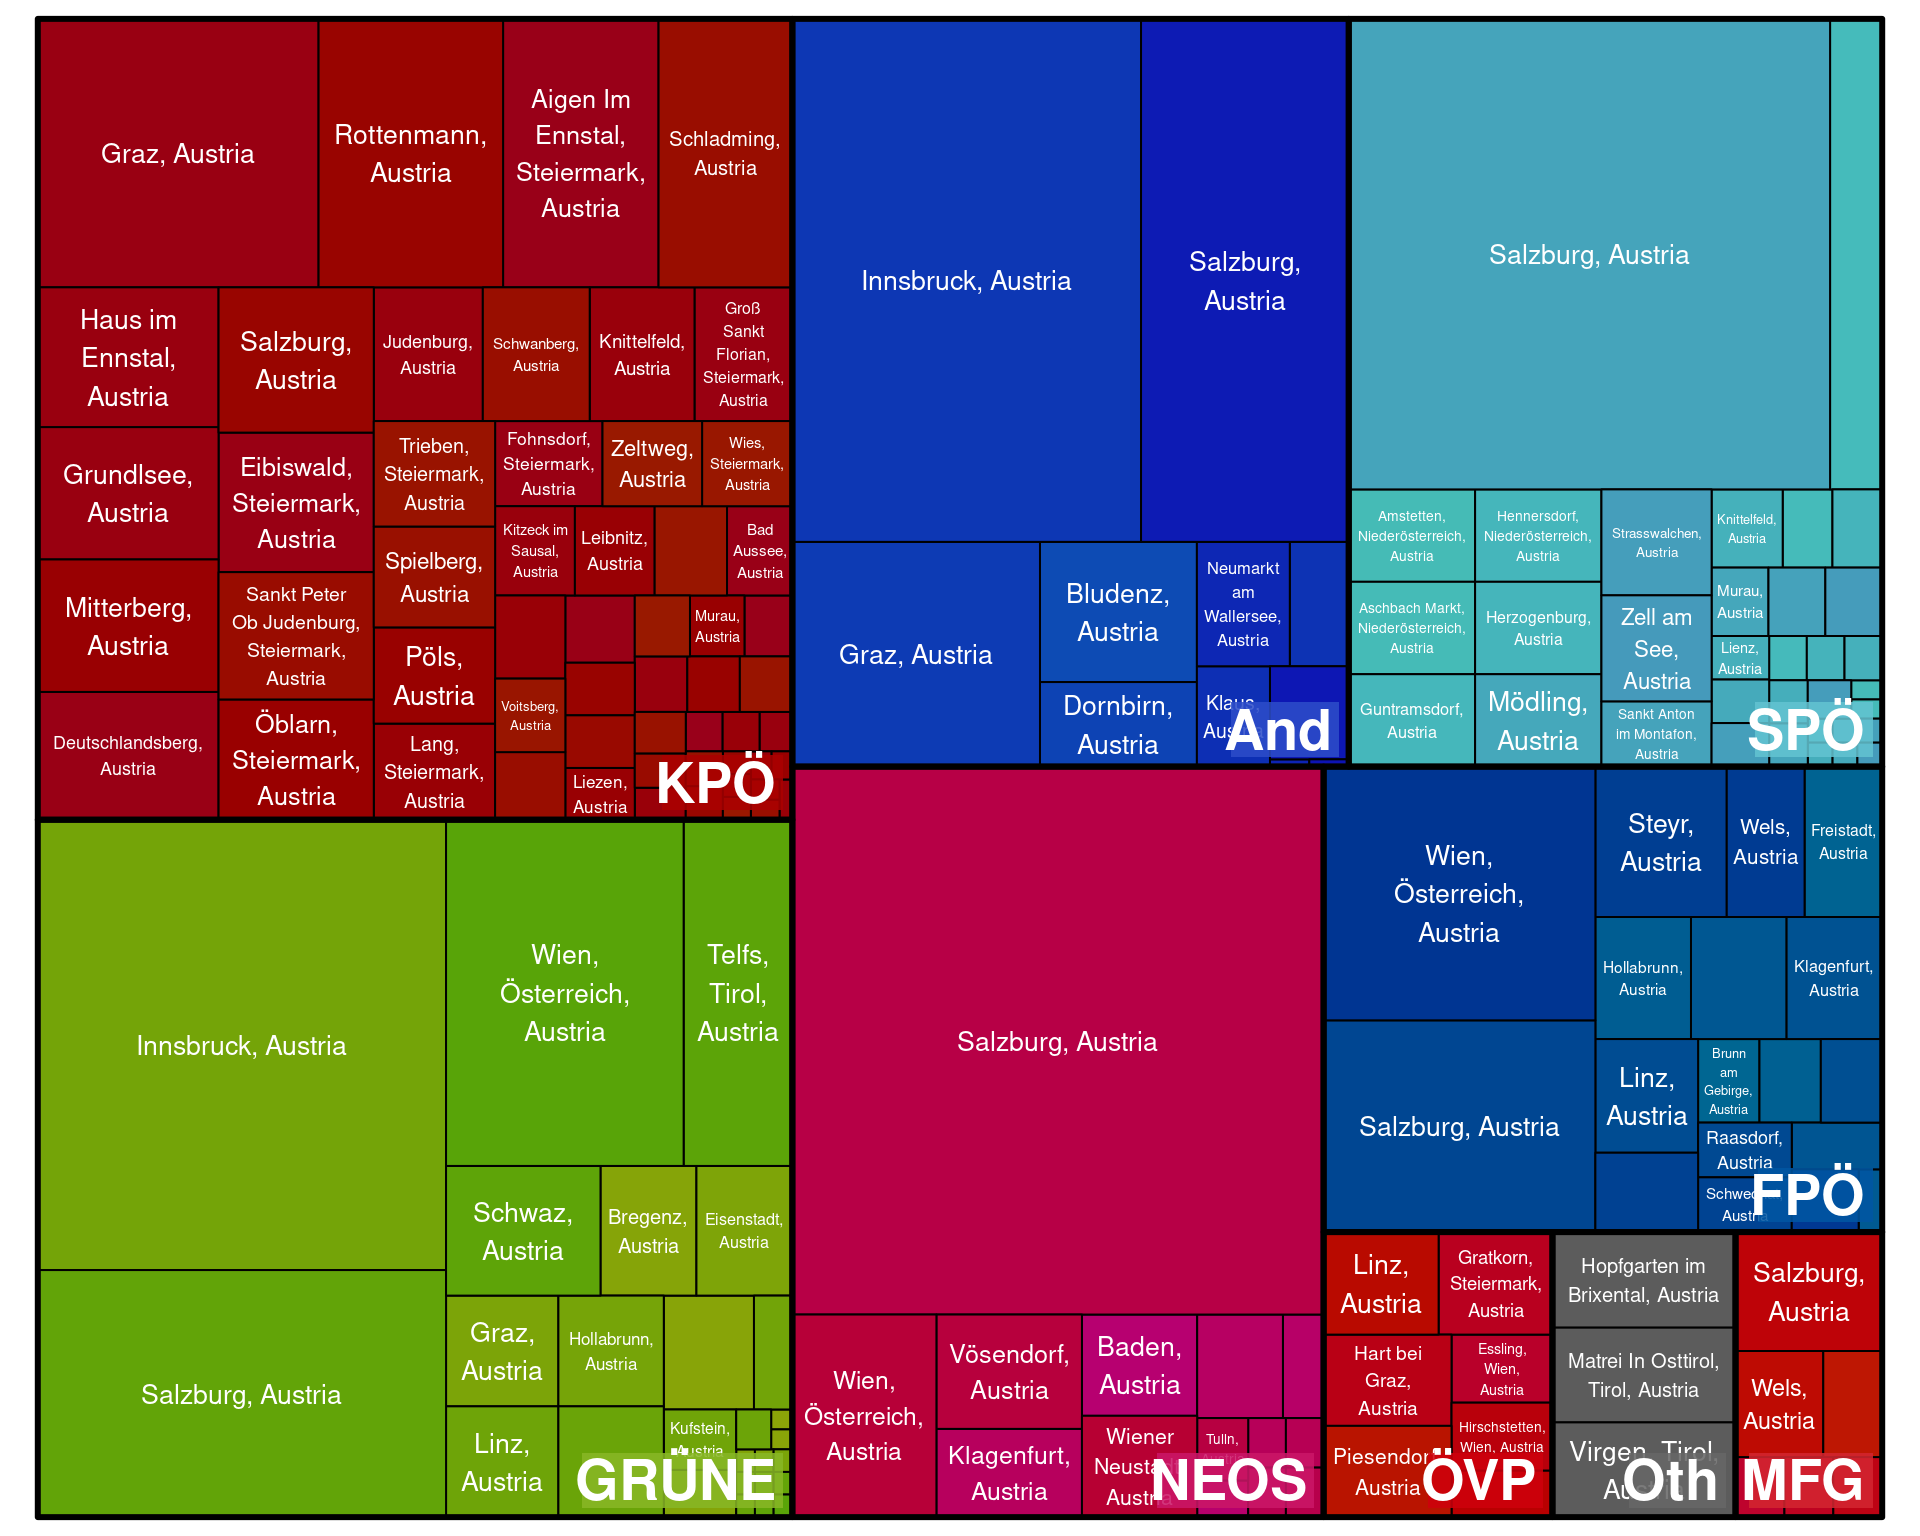 Graz, Austria
Rottenmann,
Austria
Aigen Im
Ennstal,
Steiermark,
Austria
Schladming,
Austria
Haus im
Ennstal,
Austria
Salzburg,
Austria
Judenburg,
Austria
Schwanberg,
Austria
Knittelfeld,
Austria
Groß
Sankt
Florian,
Steiermark,
Austria
Grundlsee,
Austria
Eibiswald,
Steiermark,
Austria
Trieben,
Steiermark,
Austria
Fohnsdorf,
Steiermark,
Austria
Zeltweg,
Austria
Wies,
Steiermark,
Austria
Kitzeck im
Sausal,
Austria
Leibnitz,
Austria
Bad
Aussee,
Austria
Spielberg,
Austria
Mitterberg,
Austria
Sankt Peter
Ob Judenburg,
Steiermark,
Austria
Murau,
Austria
Pöls,
Austria
Voitsberg,
Austria
Deutschlandsberg,
Austria
Öblarn,
Steiermark,
Austria
Lang,
Steiermark,
Austria
Liezen,
Austria
KPÖ
Innsbruck, Austria
Salzburg,
Austria
Graz, Austria
Bludenz,
Austria
Neumarkt
am
Wallersee,
Austria
Dornbirn,
Austria
Klaus,
And
Salzburg, Austria
Amstetten,
Niederösterreich,
Austria
Hennersdorf,
Niederösterreich,
Austria
Strasswalchen,
Austria
Knittelfeld,
Austria
Aschbach Markt,
Niederösterreich,
Austria
Herzogenburg,
Austria
Zell am
See,
Austria
Murau,
Austria
Lienz,
Austria
Guntramsdorf,
Austria
Mödling,
Austria
Sankt Anton
im Montafon,
Austria
SPÖ
Innsbruck, Austria
Wien,
Österreich,
Austria
Telfs,
Tirol,
Austria
Schwaz,
Austria
Bregenz,
Austria
Eisenstadt,
Austria
Salzburg, Austria
Graz,
Austria
Hollabrunn,
Austria
Linz,
Austria
Kufstein,
Austria
GRÜNE
Salzburg, Austria
Wien,
Österreich,
Austria
Vösendorf,
Austria
Baden,
Austria
Klagenfurt,
Austria
Wiener
Neustadt,
Austria
Tulln,
NEOS
Wien,
Österreich,
Austria
Steyr,
Austria
Wels,
Austria
Freistadt,
Austria
Hollabrunn,
Austria
Klagenfurt,
Austria
Salzburg, Austria
Linz,
Austria
Brunn
am
Gebirge,
Austria
Raasdorf,
Austria
Austria
FPÖ
Linz,
Austria
Gratkorn,
Steiermark,
Austria
Hart bei
Graz,
Austria
Essling,
Wien,
Austria
Hirschstetten,
Wien, Austria
Piesendorf,
Austria
ÖVP
Hopfgarten im
Brixental, Austria
Matrei In Osttirol,
Tirol, Austria
Virgen, Tirol,
Austria
Oth
Salzburg,
Austria
Wels,
Austria
MFG